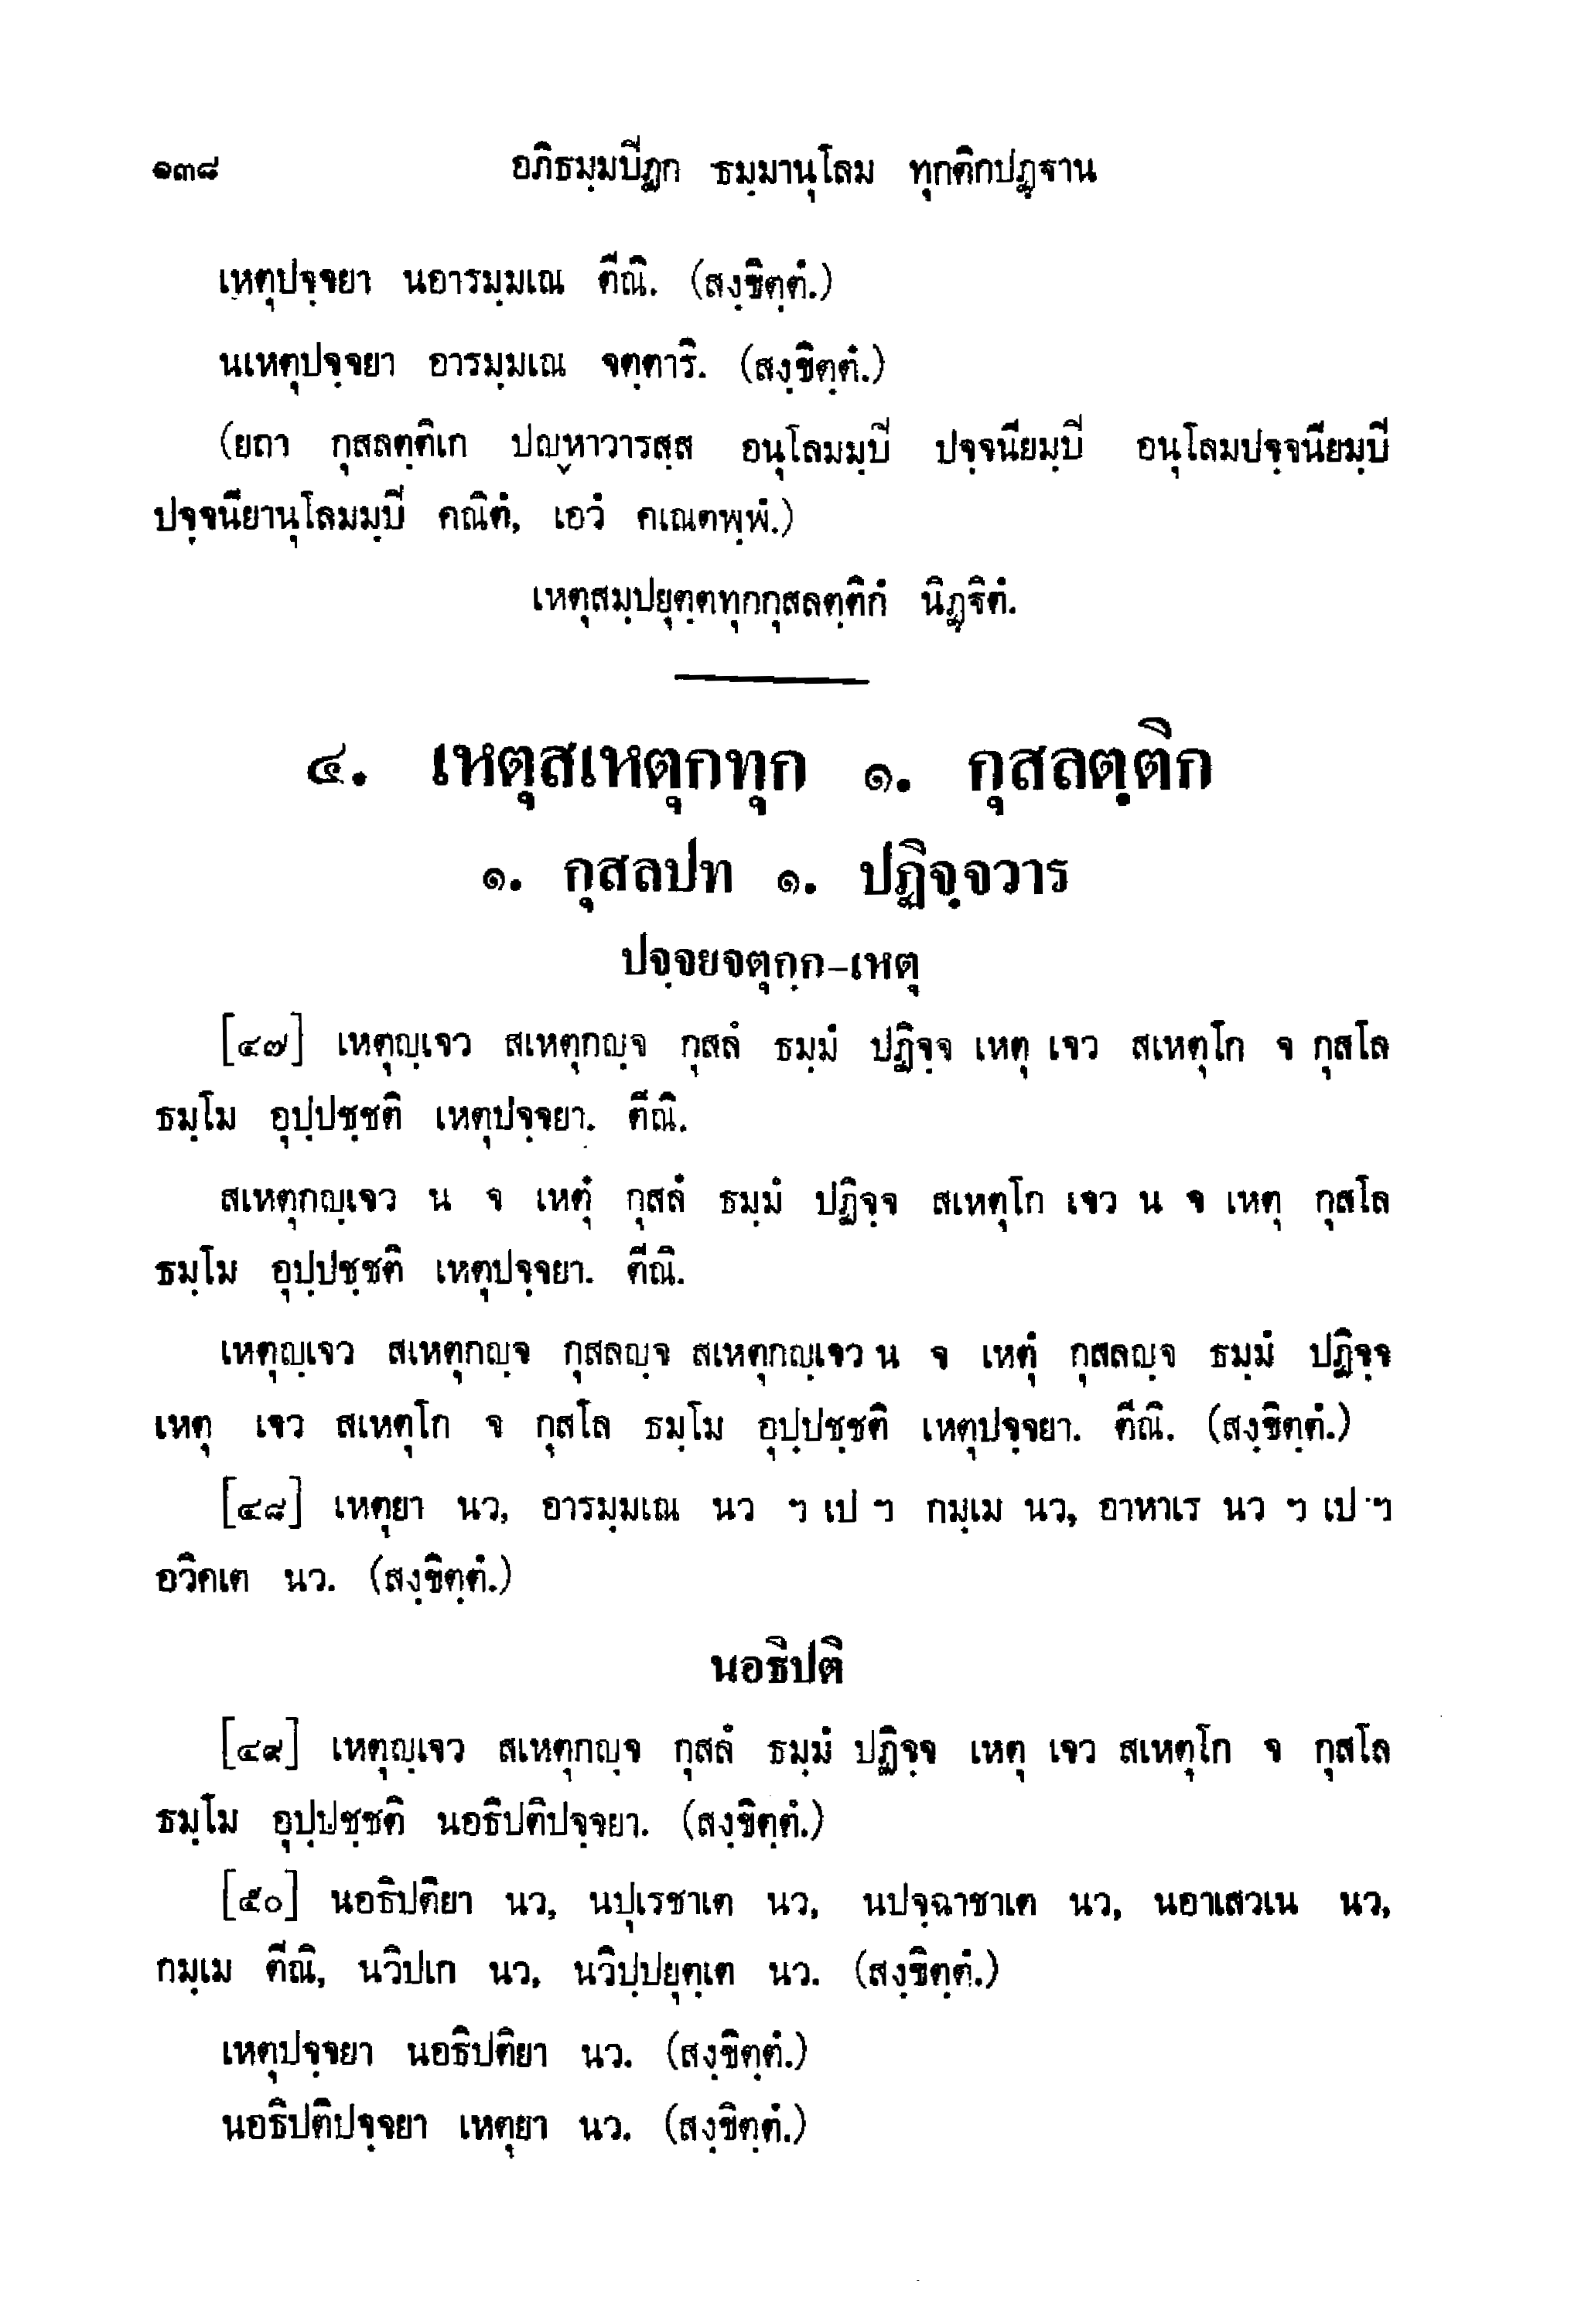 ๑๓๘ อภิธมฺมปีฏก ธมฺมานุโลม ทุกติกปฏฺฐาน
เหตุปจฺจยา นอารมฺมเณ ตีณิ. (สงฺขิตฺตํ.)
นเหตุปจฺจยา อารมฺมเณ จตฺตาริ. (สงฺขิตฺตํ.)
(ยถา กุสลตฺติเก ปญฺหาวารสฺส อนุโลมมฺปี ปจฺจนียมฺปี อนุโลมปจฺจนียมฺปี
ปจฺจนียานุโลมมฺปี คณิตํ, เอวํ คเณตพฺพํ.)
เหตุสมฺปยุตฺตทุกกุสลตฺติกํ นิฏฺฐิตํ.
๔. เหตุสเหตุกทุก ๑. กุสลตฺติก
๑. กุสลปท ๑. ปฏิจฺจวาร
ปจฺจยจตุกฺก-เหตุ
[๔๗] เหตุญฺเจว สเหตุกญฺจ กุสลํ ธมฺมํ ปฏิจฺจ เหตุ เจว สเหตุโก จ กุสโล
ธมฺโม อุปฺปชฺชติ เหตุปจฺจยา. ตีณิ.
สเหตุกญฺเจว น จ เหตุํ กุสลํ ธมฺมํ ปฏิจฺจ สเหตุโก เจว น จ เหตุ กุสโล
ธมฺโม อุปฺปชฺชติ เหตุปจฺจยา. ตีณิ.
เหตุญฺเจว สเหตุกญฺจ กุสลญฺจ สเหตุกญฺเจว น จ เหตุํ กุสลญฺจ ธมฺมํ ปฏิจฺจ
เหตุ เจว สเหตุโก จ กุสโล ธมฺโม อุปฺปชฺชติ เหตุปจฺจยา. ตีณิ. (สงฺขิตฺตํ.)
[๔๘] เหตุยา นว, อารมฺมเณ นว ฯ เป ฯ กมฺเม นว, อาหาเร นว ฯ เป ฯ
อวิคเต นว. (สงฺขิตฺตํ.)
นอธิปติ
[๔๙] เหตุญฺเจว สเหตุกญฺจ กุสลํ ธมฺมํ ปฏิจฺจ เหตุ เจว สเหตุโก จ กุสโล
ธมฺโม อุปฺปชฺชติ นอธิปติปจฺจยา. (สงฺขิตฺตํ.)
[๕๐] นอธิปติยา นว, นปุเรชาเต นว, นปจฺฉาชาเต นว, นอาเสวเน นว,
กมฺเม ตีณิ, นวิปเก นว, นวิปฺปยุตฺเต นว. (สงฺขิตฺตํ.)
เหตุปจฺจยา นอธิปติยา นว. (สงฺขิตฺตํ.)
นอธิปติปจฺจยา เหตุยา นว. (สงฺขิตฺตํ.)